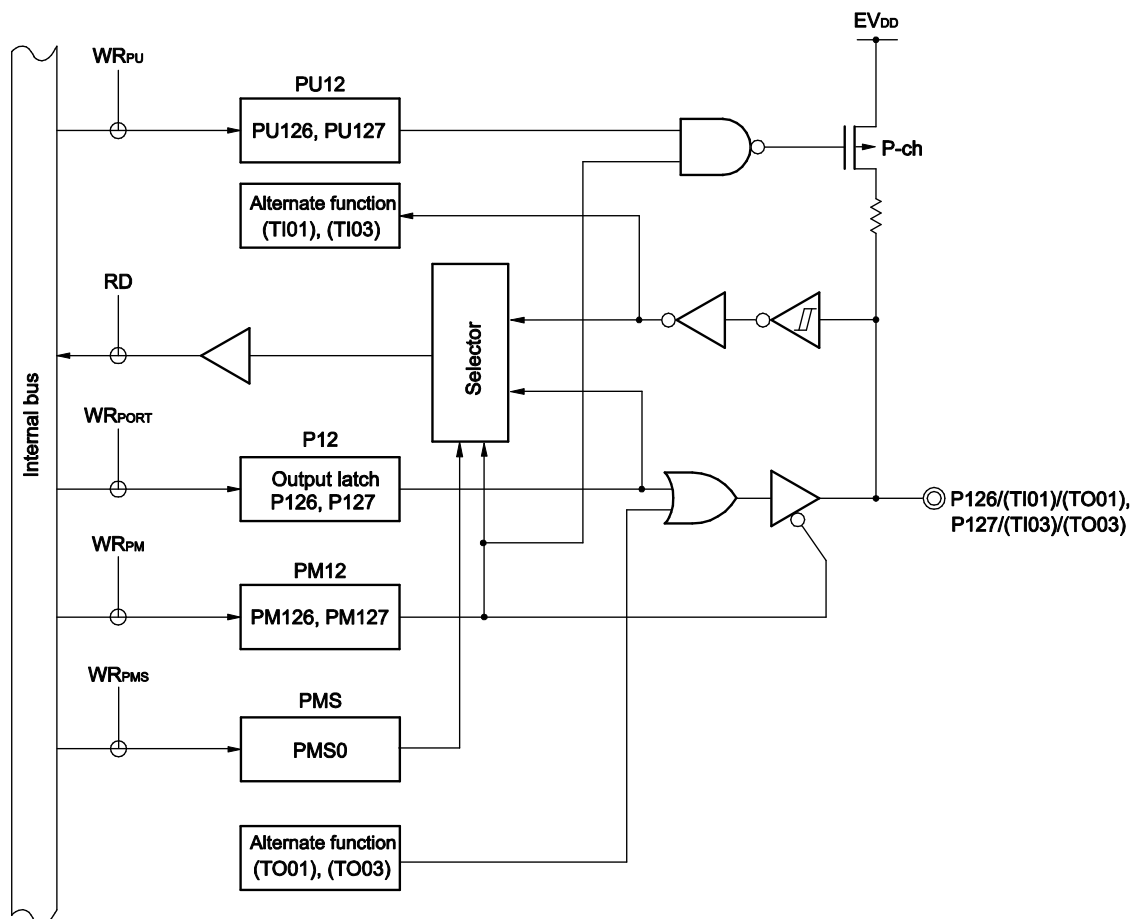 EVDD
WRPU
PU12
PU126, PU127
P-ch
Alternate function
(TI01), (TI03)
RD
Selector
Internal bus
WRPORT
P12
Output latch
P126, P127
P126/(TI01)/(TO01),
P127/(TI03)/(TO03)
WRPM
PM12
PM126, PM127
WRPMS
PMS
PMS0
Alternate function
(TO01), (TO03)